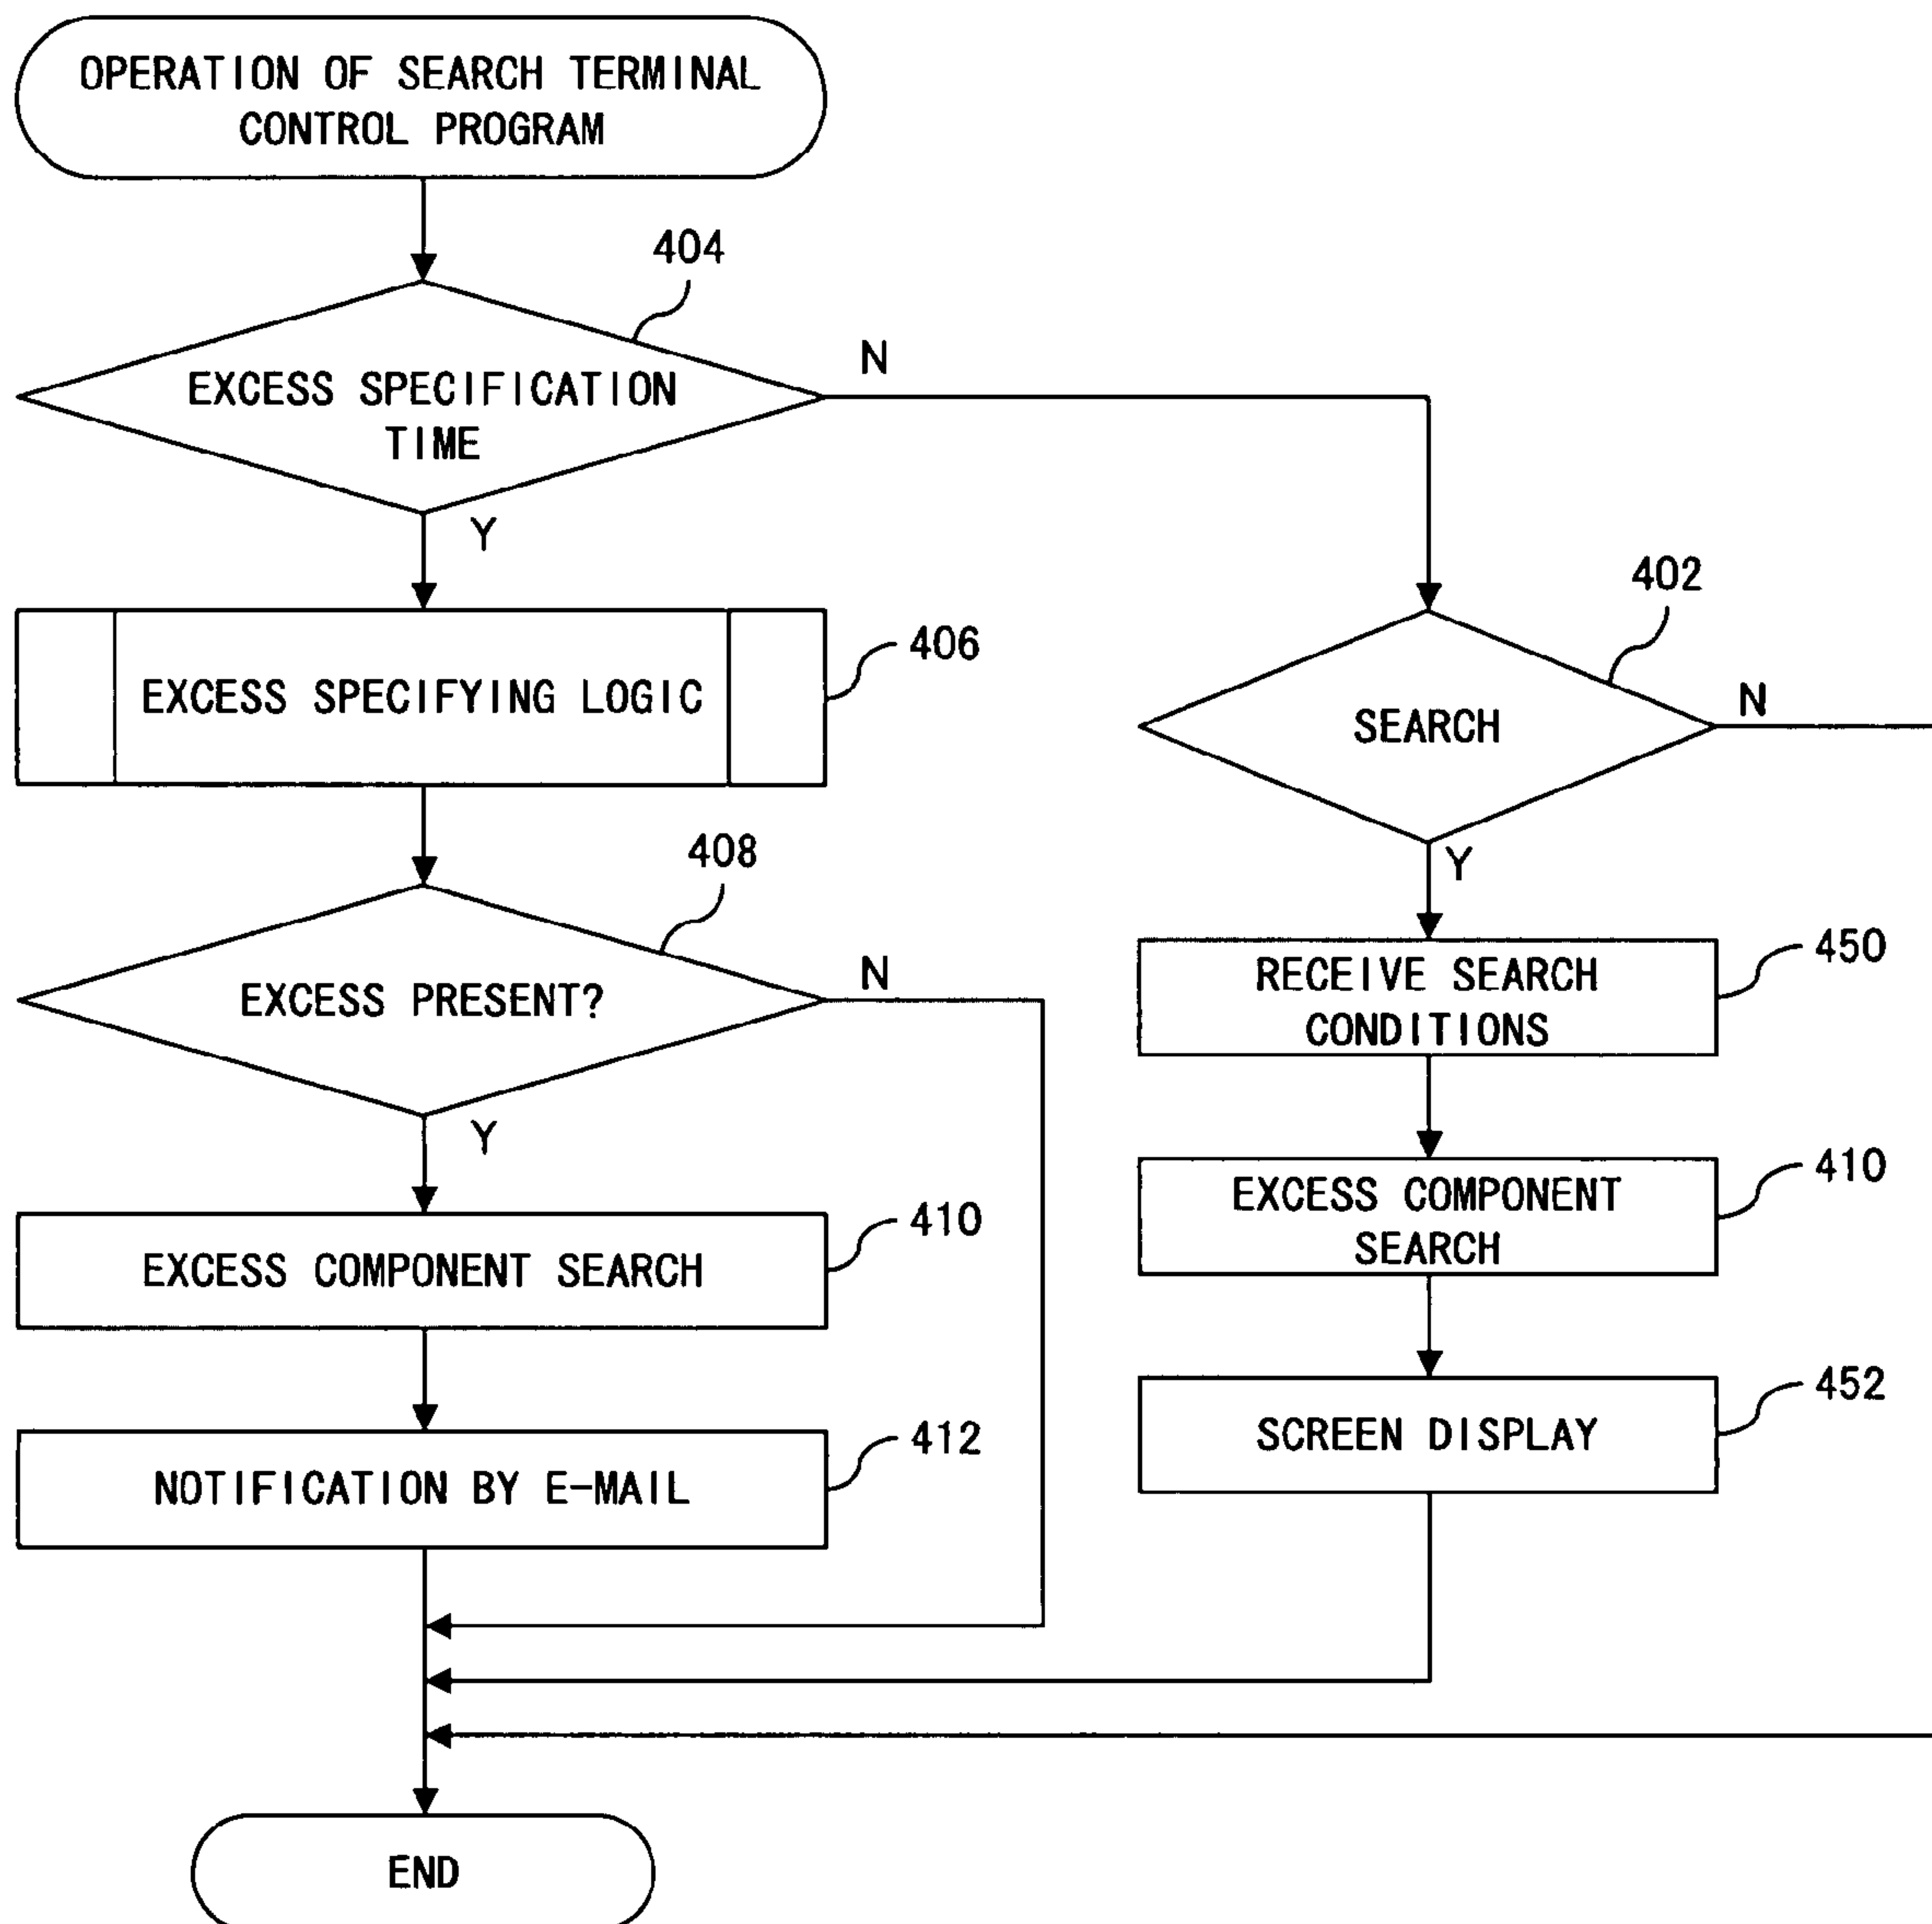 OPERATION OF SEARCH TERMINAL
CONTROL PROGRAM
404
EXCESS SPECIFICATION
TIME
N
Y
406
EXCESS SPECIFYING LOGIC
402
SEARCH
N
Y
408
EXCESS PRESENT?
N
Y
450
RECEIVE SEARCH
CONDITIONS
410
EXCESS COMPONENT SEARCH
410
EXCESS COMPONENT
SEARCH
412
NOTIFICATION BY E-MAIL
452
SCREEN DISPLAY
END